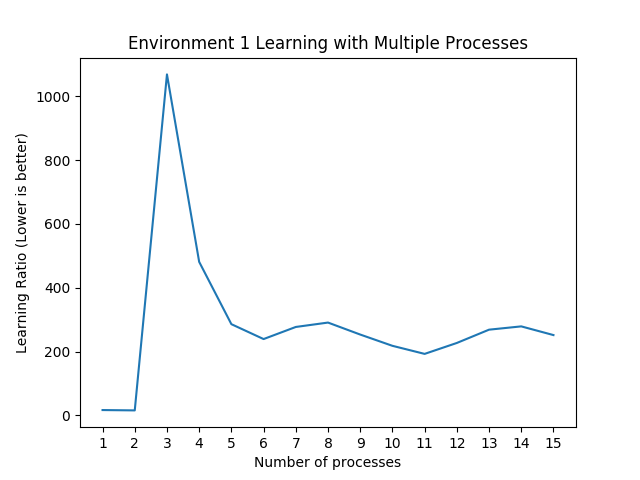 Environment 1 Learning with Multiple Processes
Learning Ratio (Lower is better)
1000
800
600
400
200
0
1 2 3 4 5 6 7 8 9 10 11 12 13 14 15
Number of processes